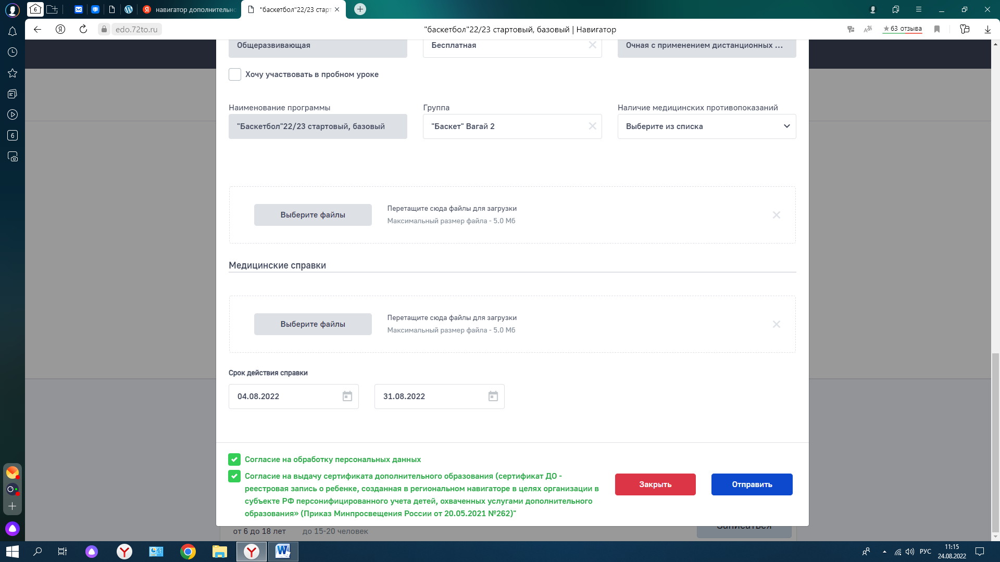 навигатор дополнительно
"баскетбол"22/23 старт
edo.72to.ru
"баскетбол"22/23 стартовый, базовый | Навигатор
★63 отзыва
Общеразвивающая
Бесплатная
Очная с применением дистанционных ...
Хочу участвовать в пробном уроке
Наименование программы
Группа
Наличие медицинских противопоказаний
"Баскетбол"22/23 стартовый, базовый
"Баскет" Вагай 2
Выберите из списка
Выберите файлы
Перетащите сюда файлы для загрузки
Максимальный размер файла - 5.0 Мб
Медицинские справки
Выберите файлы
Перетащите сюда файлы для загрузки
Максимальный размер файла - 5.0 Мб
Срок действия справки
04.08.2022
31.08.2022
Согласие на обработку персональных данных
Согласие на выдачу сертификата дополнительного образования (сертификат ДО -
реестровая запись о ребенке, созданная в региональном навигаторе в целях организации в
субъекте РФ персонифицированного учета детей, охваченных услугами дополнительного
образования» (Приказ Минпросвещения России от 20.05.2021 №262)"
Закрыть
Отправить
от 6 до 18 лет
до 15-20 человек
Записаться
6
6
РУС
11:15
24.08.2022